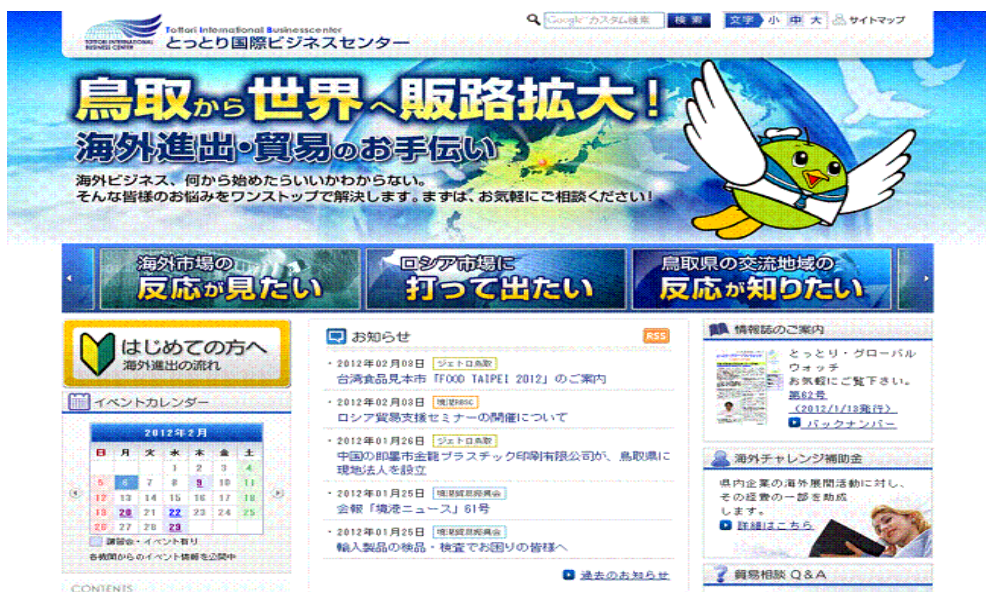 TOTTORI INTERNATIONAL
BUSINESS CENTER
Tottori International Businesscenter
とっとり国際ビジネスセンター
Google カスタム検索
検索
文字 小 中 大
サイトマップ
鳥取から世界へ販路拡大!
海外進出・貿易のお手伝い
海外ビジネス、何から始めたらいいかわからない。
そんな皆様のお悩みをワンストップで解決します。まずは、お気軽にご相談ください!
海外市場の
反応が見たい
ロシア市場に
打って出たい
鳥取県の交流地域の
反応が知りたい
はじめての方へ
海外進出の流れ
イベントカレンダー
2012年2月
日 月 火 水 木 金 土
1 2 3 4
5 6 7 8 9 10 11
12 13 14 15 16 17 18
19 20 21 22 23 24 25
26 27 28 29
講習会・イベント有り
各機関からのイベント情報を公開中
CONTENTS
お知らせ
RSS
・2012年02月08日 ジェトロ鳥取
台湾食品見本市「FOOD TAIPEI 2012」のご案内
・2012年02月03日
ロシア貿易支援セミナーの開催について
・2012年01月26日 ジェトロ鳥取
中国の即墨市金龍プラスチック印刷有限公司が、鳥取県に
現地法人を設立
・2012年01月25日 境港貿易振興会
会報「境港ニュース」61号
・2012年01月25日 境港貿易振興会
輸入製品の検品・検査でお困りの皆様へ
過去のお知らせ
情報誌のご案内
とっとり・グローバル
ウォッチ
お気軽にご覧下さい。
第62号
(2012/1/13発行)
バックナンバー
海外チャレンジ補助金
県内企業の海外展開活動に対し、
その経費の一部を助成
します。
詳細はこちら
貿易相談 Q&A